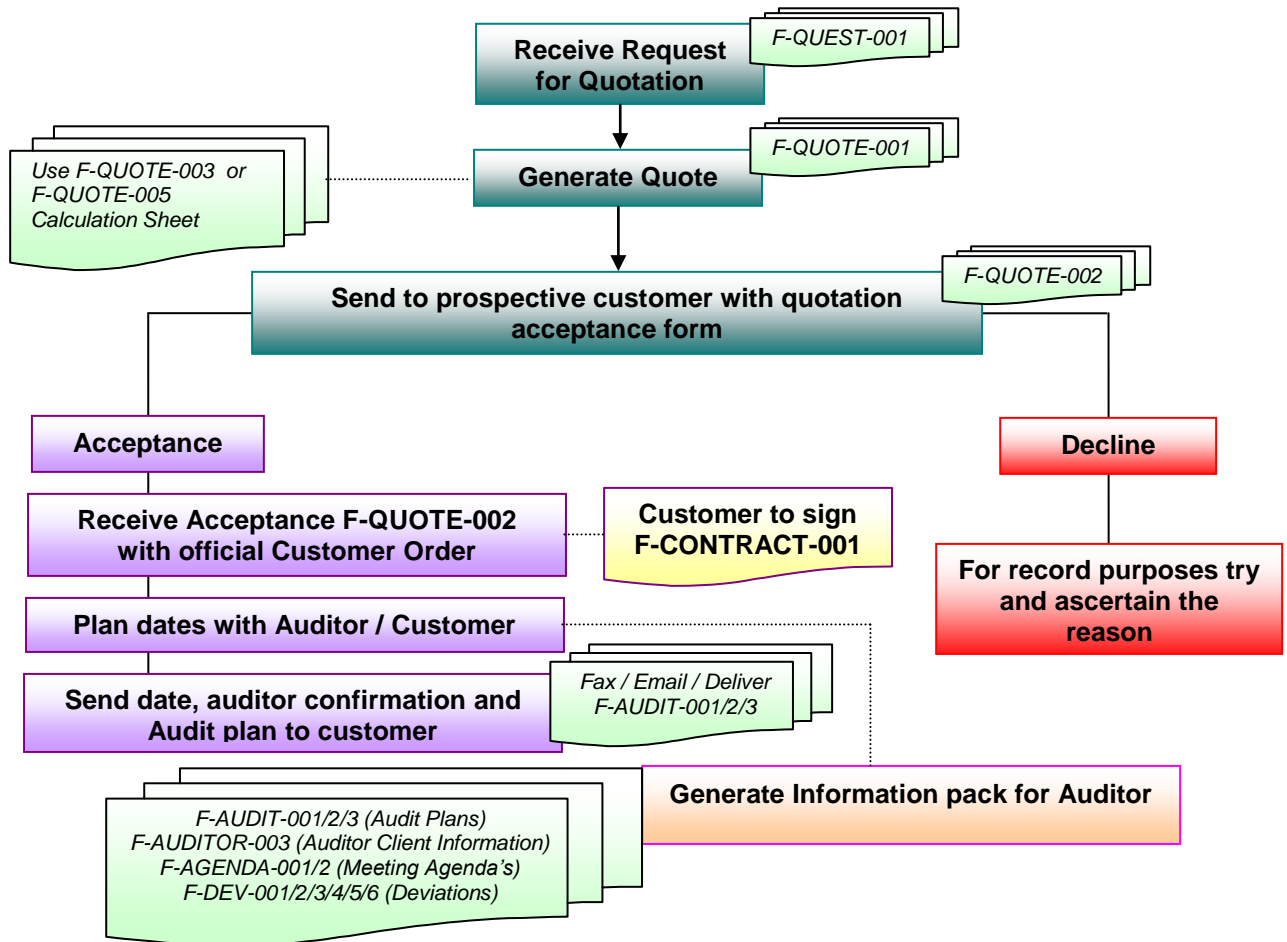 Receive Request
for Quotation
F-QUEST-001
Generate Quote
F-QUOTE-001
Use F-QUOTE-003 or
F-QUOTE-005
Calculation Sheet
Send to prospective customer with quotation
acceptance form
F-QUOTE-002
Acceptance
Decline
Receive Acceptance F-QUOTE-002
with official Customer Order
Customer to sign
F-CONTRACT-001
For record purposes try
and ascertain the
reason
Plan dates with Auditor / Customer
Send date, auditor confirmation and
Audit plan to customer
Fax / Email / Deliver
F-AUDIT-001/2/3
Generate Information pack for Auditor
F-AUDIT-001/2/3 (Audit Plans)
F-AUDITOR-003 (Auditor Client Information)
F-AGENDA-001/2 (Meeting Agenda's)
F-DEV-001/2/3/4/5/6 (Deviations)